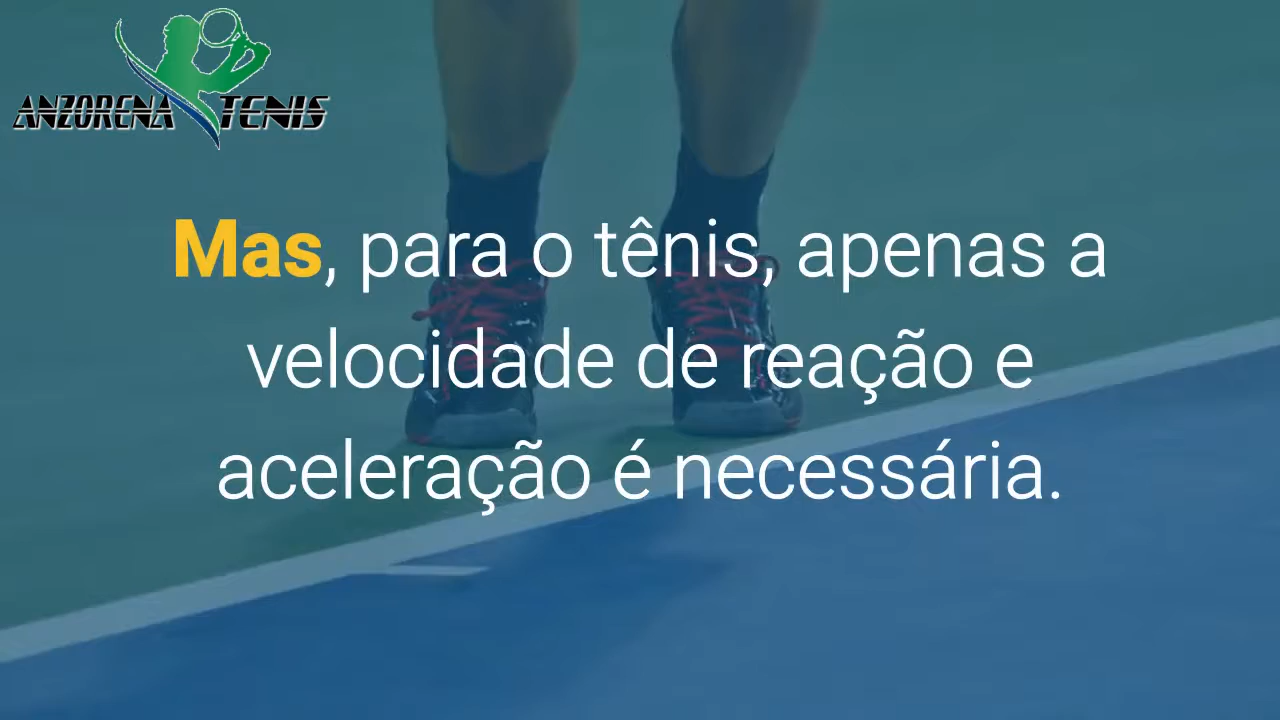 ANZORENA TENIS
Mas, para o tênis, apenas a
velocidade de reação e
aceleração é necessária.